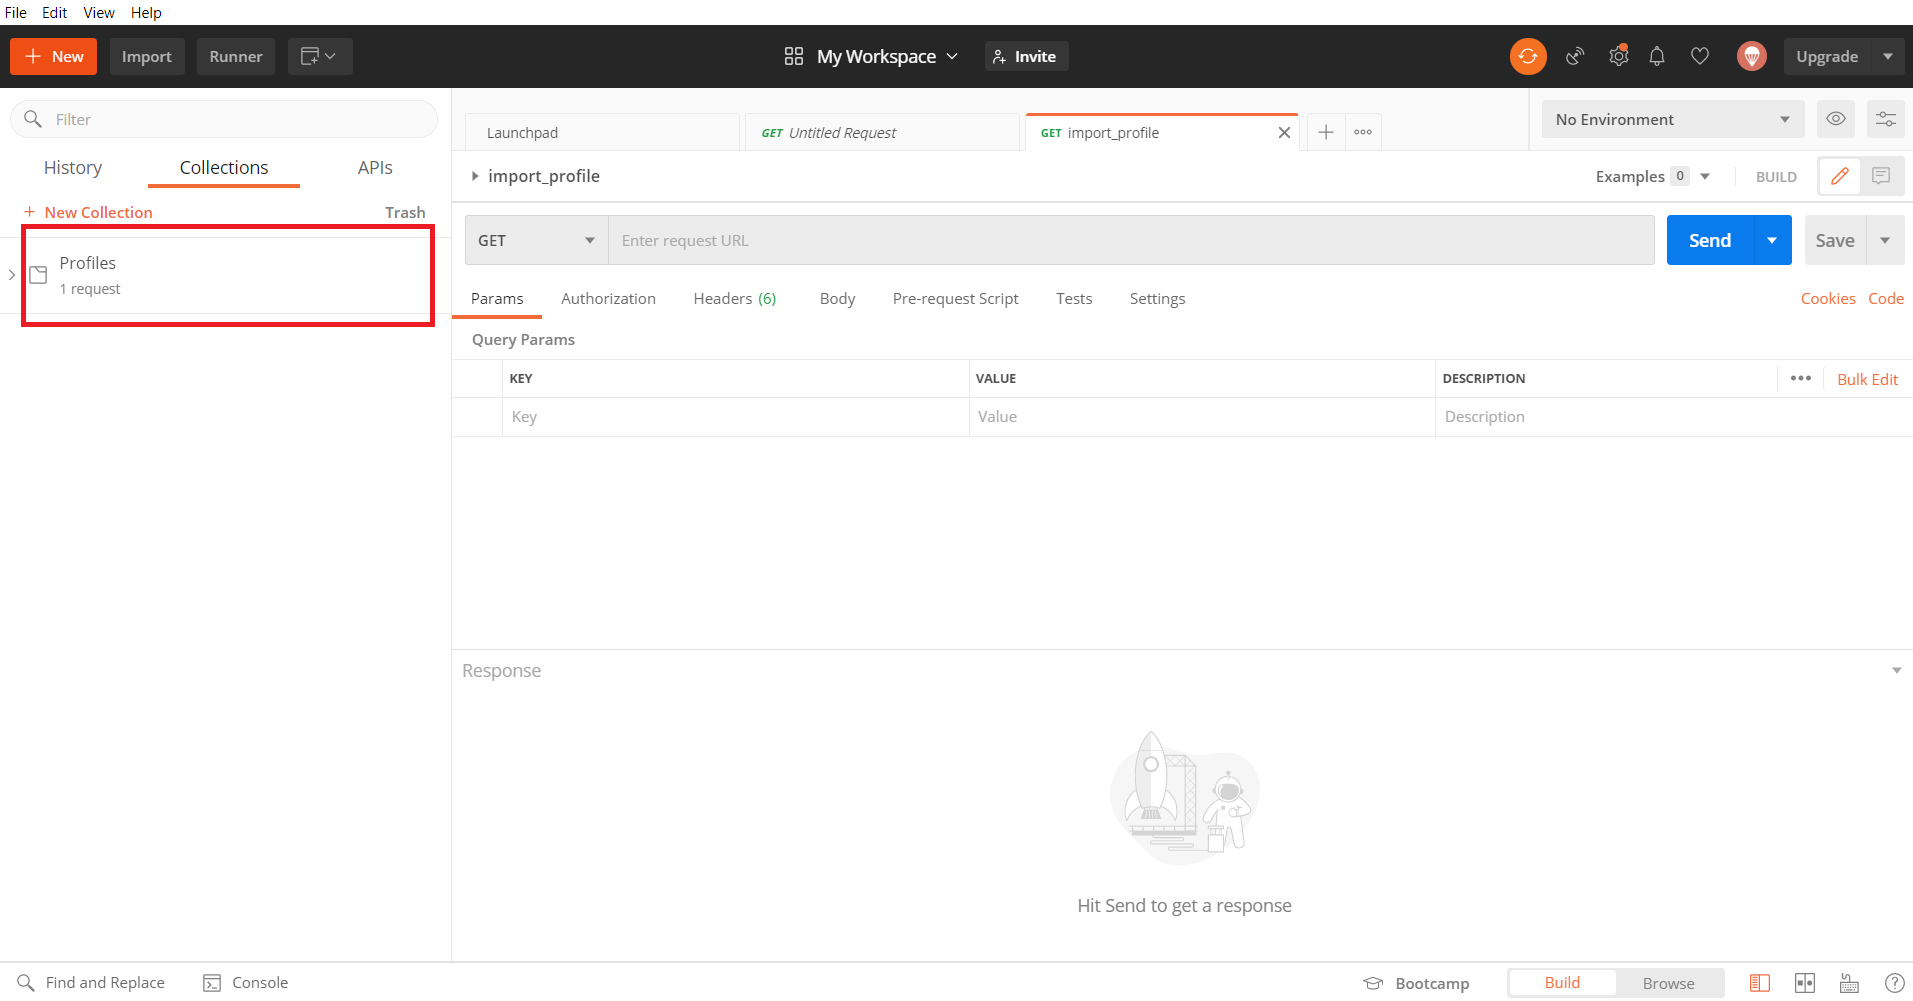 File Edit View Help
New Import Runner My Workspace Invite Upgrade
Filter
Launchpad GET Untitled Request GET import_profile No Environment
History Collections APIs
import_profile Examples 0 BUILD
New Collection Trash
GET Enter request URL Send Save
Profiles
1 request
Params Authorization Headers (6) Body Pre-request Script Tests Settings Cookies Code
Query Params
KEY VALUE DESCRIPTION Bulk Edit
Key Value Description
Response
Hit Send to get a response
Find and Replace Console Bootcamp Build Browse